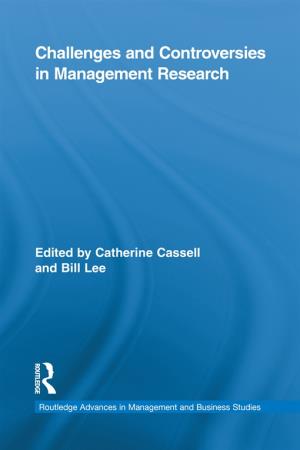 Challenges and Controversies
in Management Research
Edited by Catherine Cassell
and Bill Lee
ROUTLEDGE
Routledge Advances in Management and Business Studies